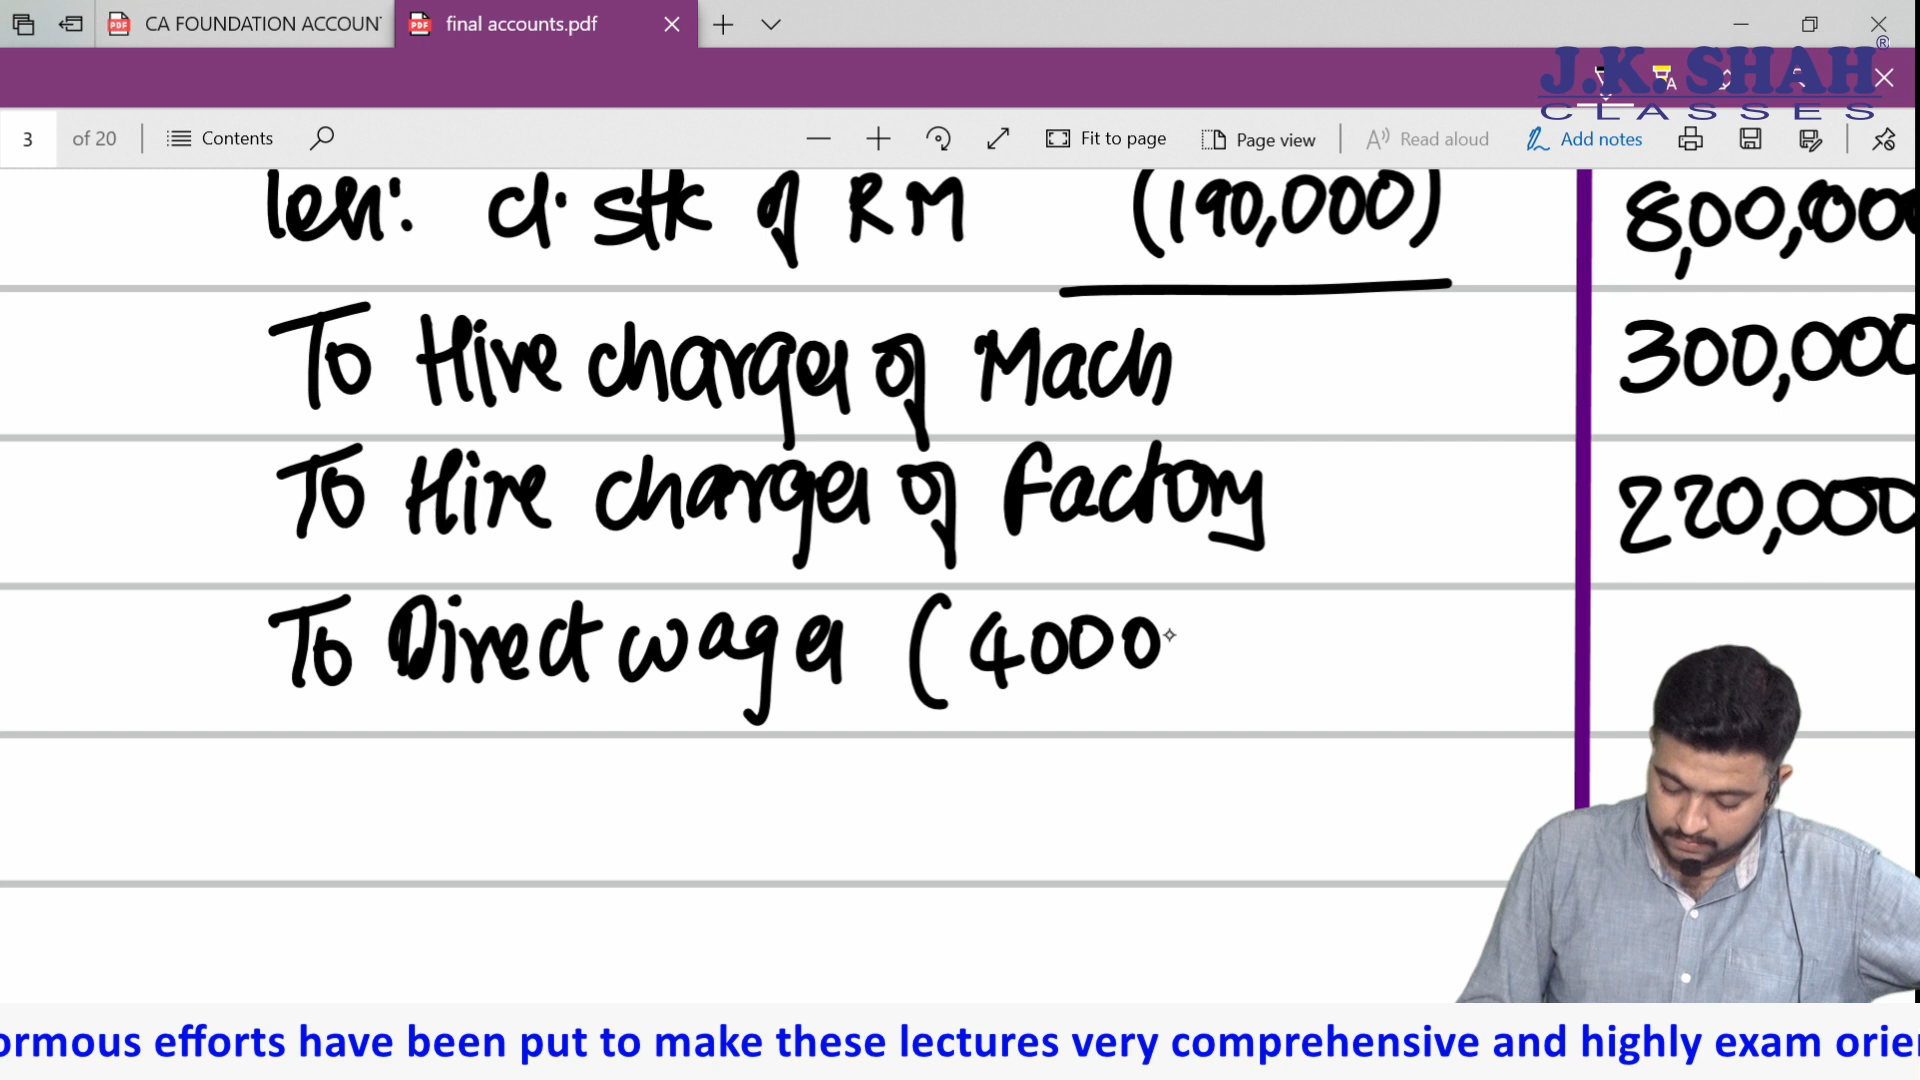 CA FOUNDATION ACCOUN
final accounts.pdf
J.K. SHAH®
CLASSES
3 of 20 Contents Fit to page Page view Read aloud Add notes
Less: cl. stk of RM (190,000) 8,00,000
To Hire charges of Mach 300,000
To Hire charges of Factory 220,000
To Direct wages (4000
ormous efforts have been put to make these lectures very comprehensive and highly exam orie